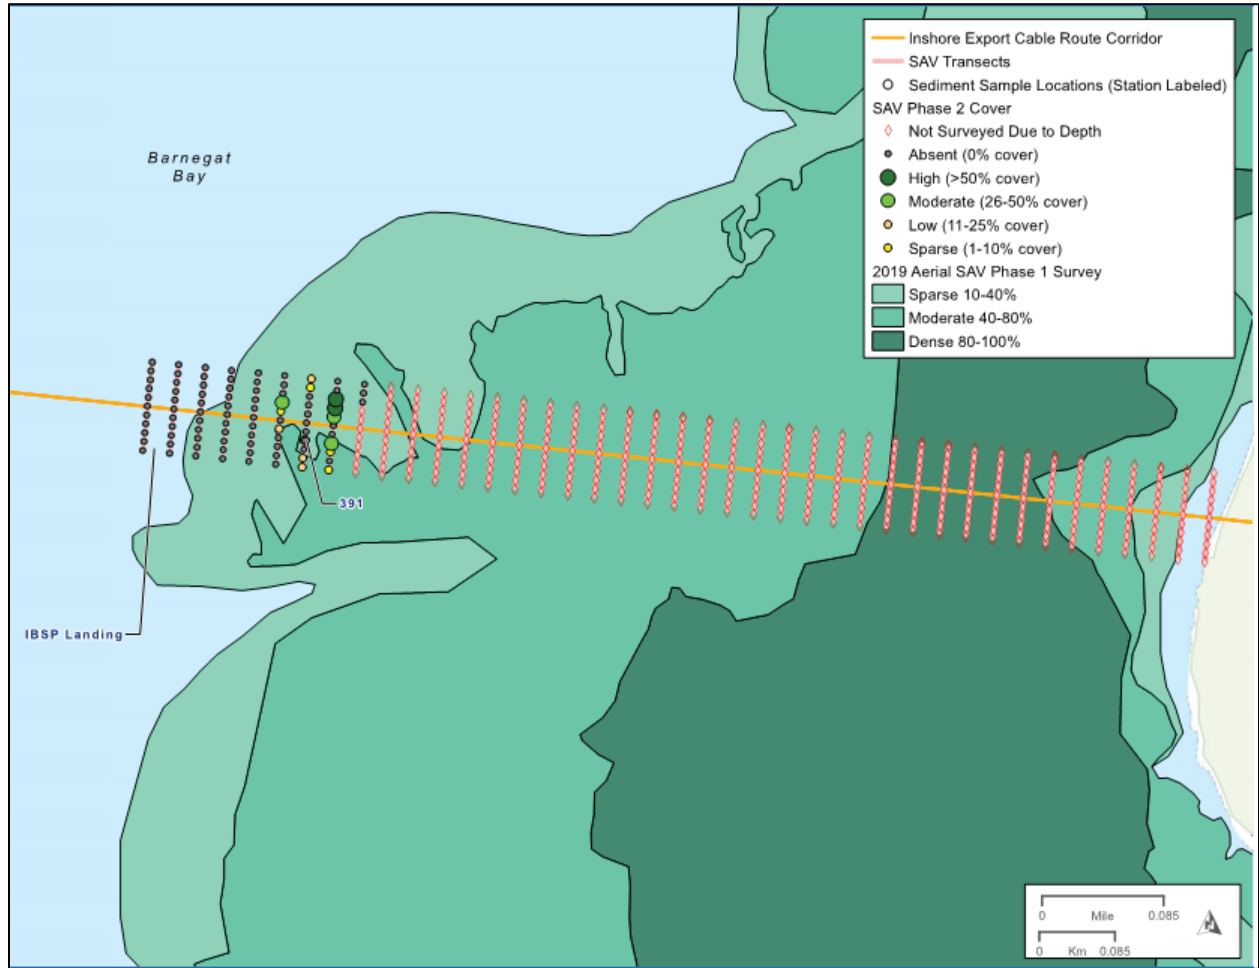 Inshore Export Cable Route Corridor
SAV Transects
Sediment Sample Locations (Station Labeled)
SAV Phase 2 Cover
Not Surveyed Due to Depth
Absent (0% cover)
High (>50% cover)
Moderate (26-50% cover)
Low (11-25% cover)
Sparse (1-10% cover)
2019 Aerial SAV Phase 1 Survey
Sparse 10-40%
Moderate 40-80%
Dense 80-100%
Barnegat
Bay
391
IBSP Landing
0 Mile 0.085
0 Km 0.085